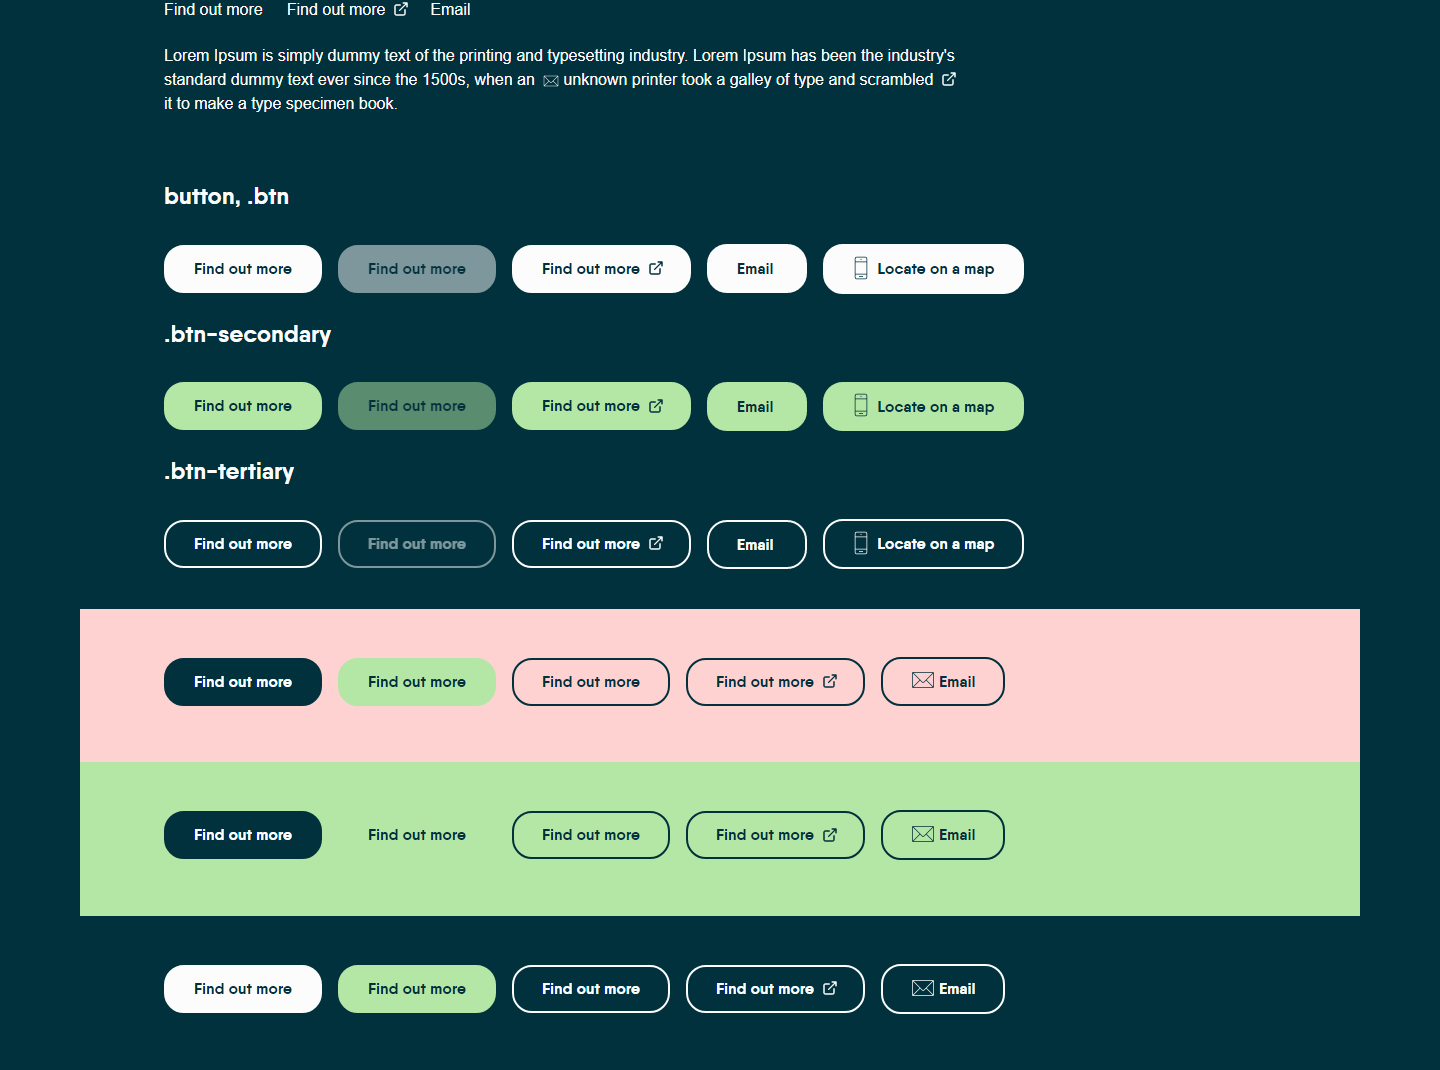 Find out more Find out more Email
Lorem Ipsum is simply dummy text of the printing and typesetting industry. Lorem Ipsum has been the industry's
standard dummy text ever since the 1500s, when an unknown printer took a galley of type and scrambled
it to make a type specimen book.
button, .btn
Find out more Find out more Find out more Email Locate on a map
.btn-secondary
Find out more Find out more Find out more Email Locate on a map
.btn-tertiary
Find out more Find out more Find out more Email Locate on a map
Find out more Find out more Find out more Find out more Email
Find out more Find out more Find out more Find out more Email
Find out more Find out more Find out more Find out more Email